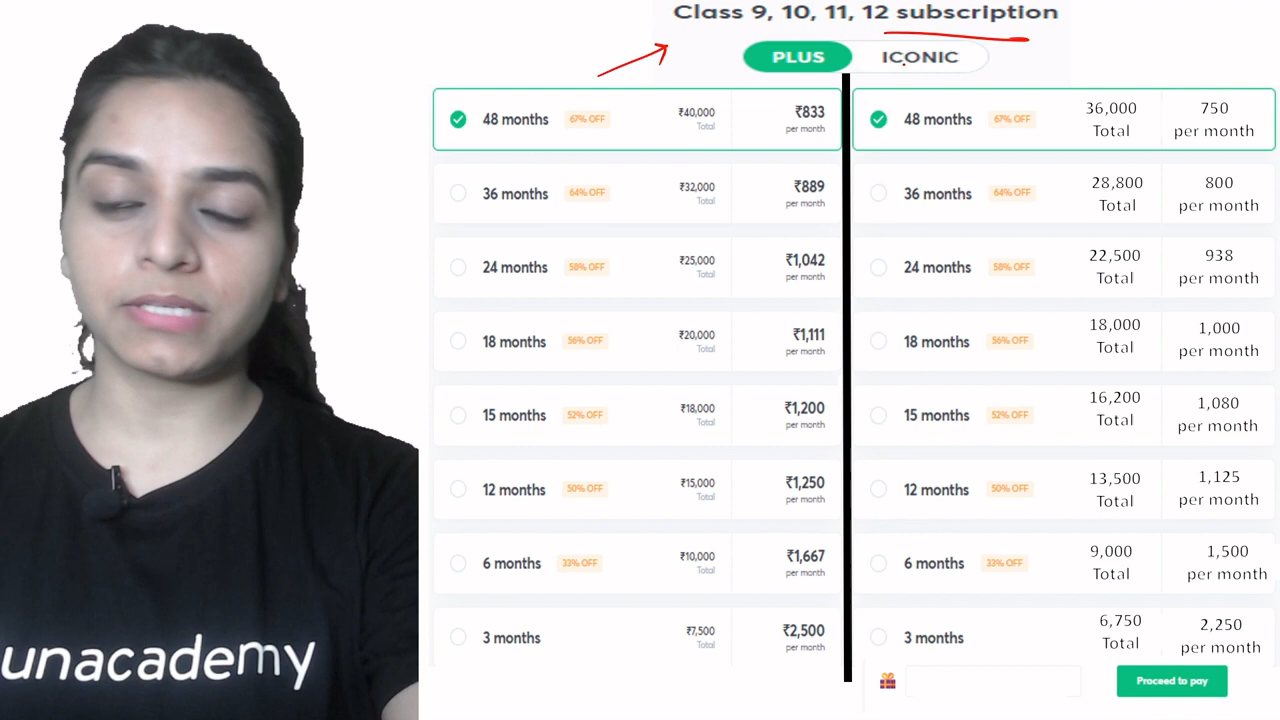 Class 9, 10, 11, 12 subscription
PLUS ICONIC
48 months 67% OFF ₹40,000 ₹833
Total per month
36 months 64% OFF ₹32,000 ₹889
Total per month
24 months 58% OFF ₹25,000 ₹1,042
Total per month
18 months 56% OFF ₹20,000 ₹1,111
Total per month
15 months 52% OFF ₹18,000 ₹1,200
Total per month
12 months 50% OFF ₹15,000 ₹1,250
Total per month
6 months 33% OFF ₹10,000 ₹1,667
Total per month
3 months ₹7,500 ₹2,500
Total per month
48 months 67% OFF 36,000 750
Total per month
36 months 64% OFF 28,800 800
Total per month
24 months 58% OFF 22,500 938
Total per month
18 months 56% OFF 18,000 1,000
Total per month
15 months 52% OFF 16,200 1,080
Total per month
12 months 50% OFF 13,500 1,125
Total per month
6 months 33% OFF 9,000 1,500
Total per month
3 months 6,750 2,250
Total per month
Proceed to pay
unacademy